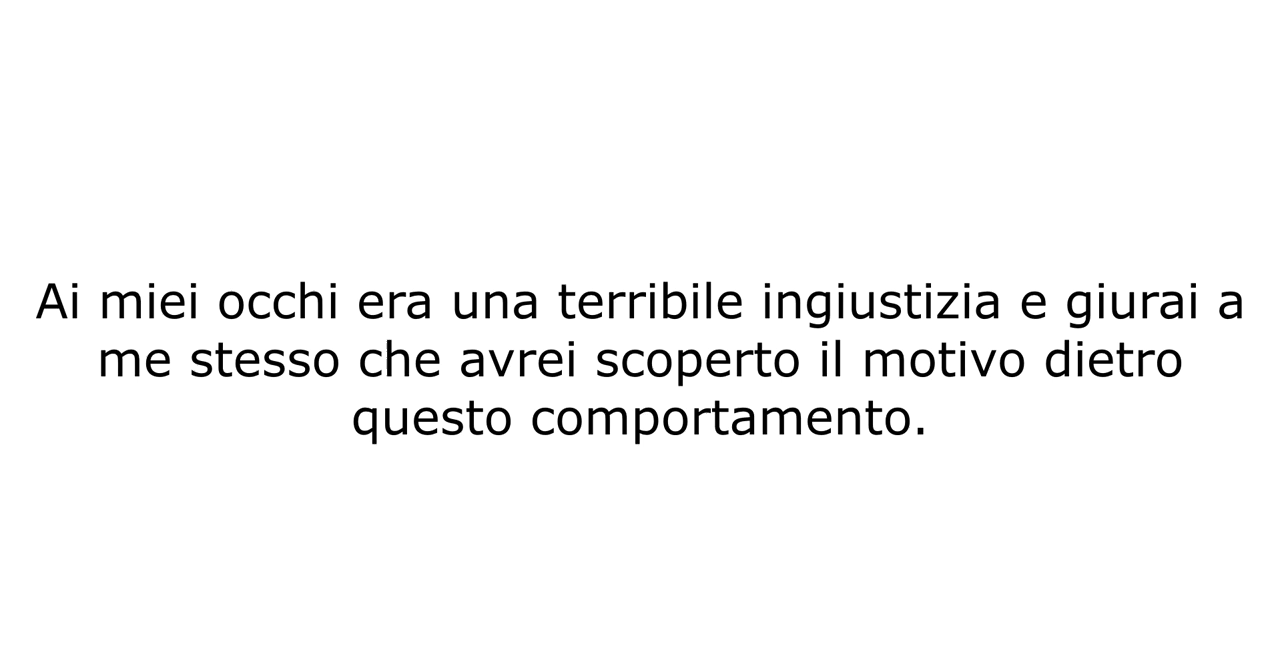 Ai miei occhi era una terribile ingiustizia e giurai a
me stesso che avrei scoperto il motivo dietro
questo comportamento.